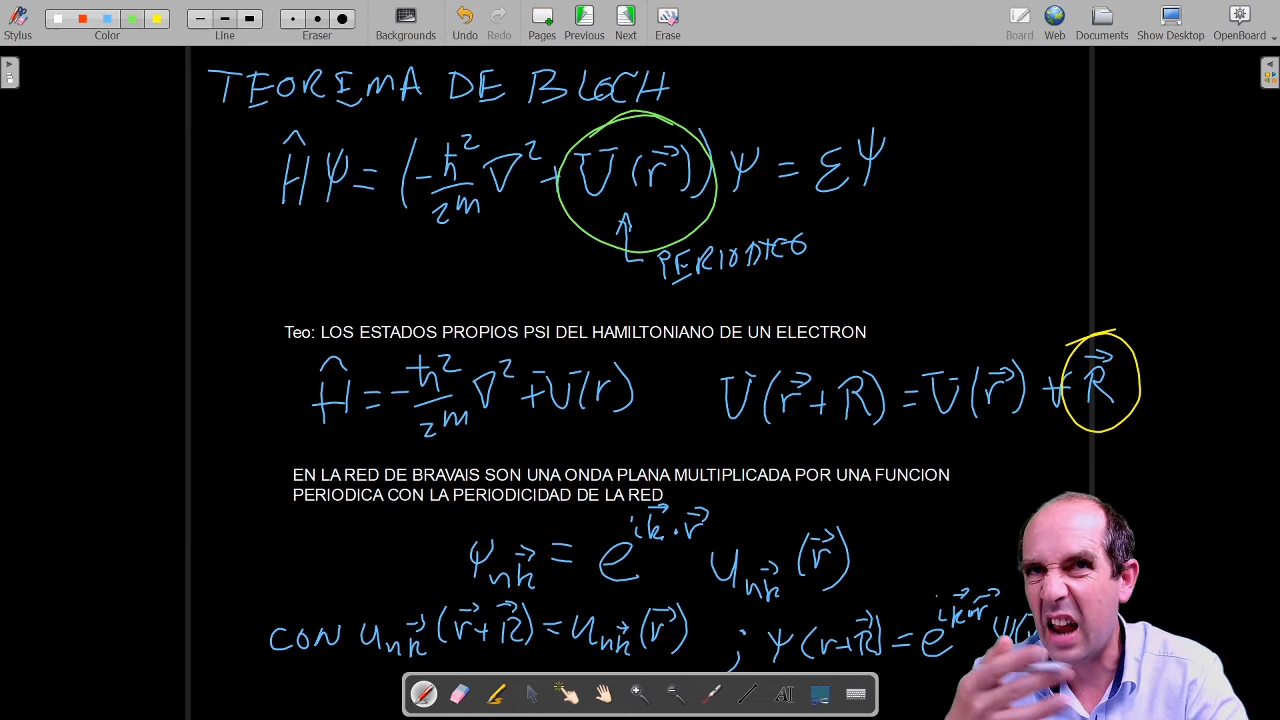 Stylus Color Line Eraser Backgrounds Undo Redo Pages Previous Next Erase Board Web Documents Show Desktop OpenBoard
TEOREMA DE BLOCH
Ĥψ = (-ħ²/2m ∇² + U(r⃗)) ψ = εψ
PERIODICO
Teo: LOS ESTADOS PROPIOS PSI DEL HAMILTONIANO DE UN ELECTRON
Ĥ = -ħ²/2m ∇² + U(r) U(r⃗+R) = U(r⃗) ∀ R⃗
EN LA RED DE BRAVAIS SON UNA ONDA PLANA MULTIPLICADA POR UNA FUNCION
PERIODICA CON LA PERIODICIDAD DE LA RED
ψnk⃗ = e^ik⃗·r⃗ unk⃗(r⃗)
CON unk⃗(r⃗+R⃗) = unk⃗(r⃗) ; ψ(r+R⃗) = e^ik⃗·r⃗ ψ(
AI